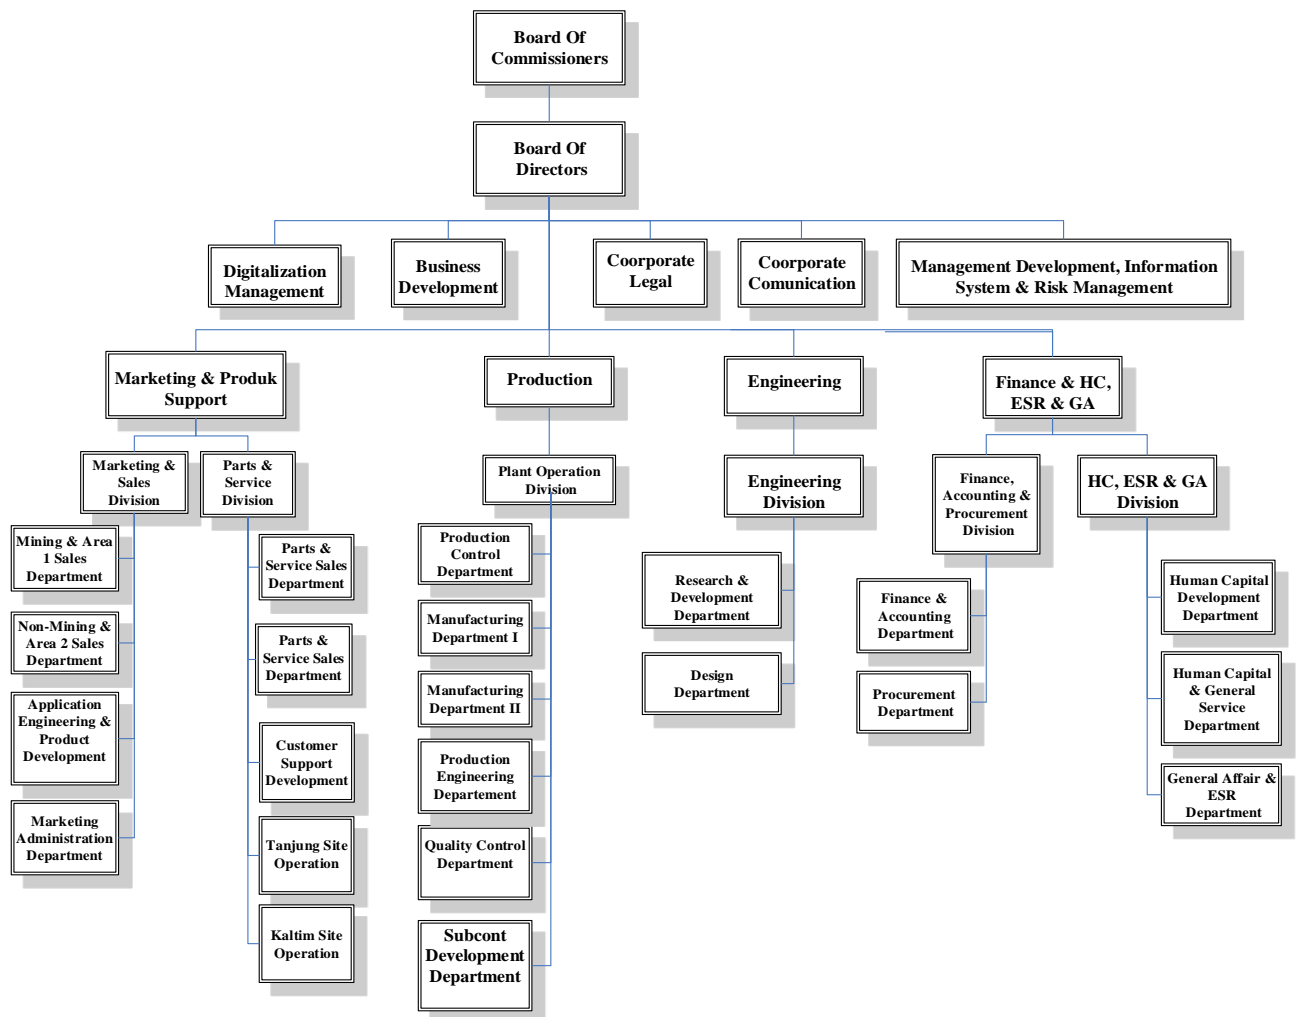 Board Of
Commissioners
Board Of
Directors
Digitalization
Management
Business
Development
Coorporate
Legal
Coorporate
Comunication
Management Development, Information
System & Risk Management
Marketing & Produk
Support
Production
Engineering
Finance & HC,
ESR & GA
Marketing &
Sales
Division
Parts &
Service
Division
Plant Operation
Division
Engineering
Division
Finance,
Accounting &
Procurement
Division
HC, ESR & GA
Division
Mining & Area
1 Sales
Department
Non-Mining &
Area 2 Sales
Department
Application
Engineering &
Product
Development
Marketing
Administration
Department
Parts &
Service Sales
Department
Parts &
Service Sales
Department
Customer
Support
Development
Tanjung Site
Operation
Kaltim Site
Operation
Production
Control
Department
Manufacturing
Department I
Manufacturing
Department II
Production
Engineering
Departement
Quality Control
Department
Subcont
Development
Department
Research &
Development
Department
Design
Department
Finance &
Accounting
Department
Procurement
Department
Human Capital
Development
Department
Human Capital
& General
Service
Department
General Affair &
ESR
Department